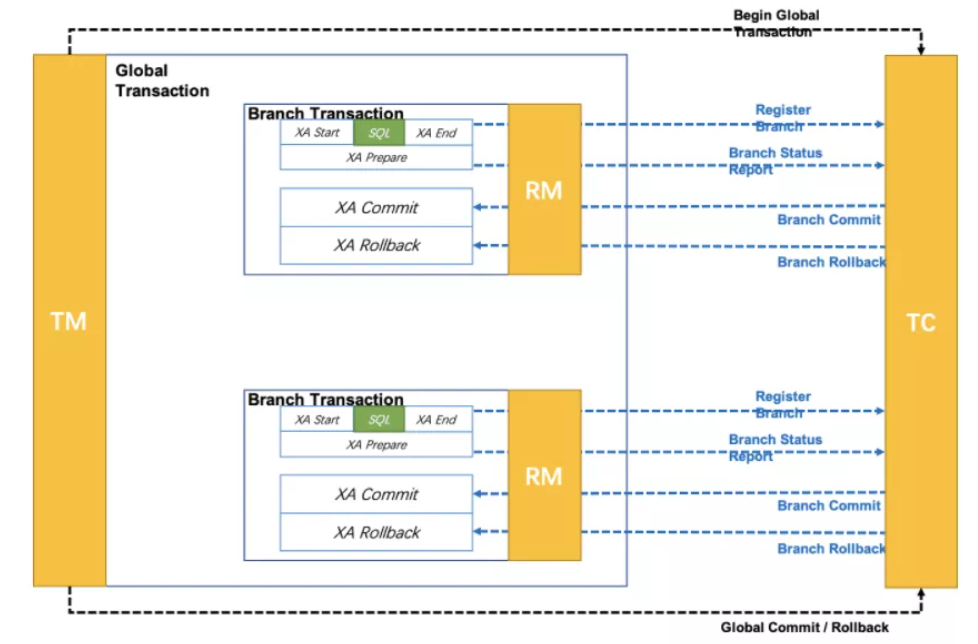 Begin Global
Transaction
Global
Transaction
Branch Transaction
XA Start
SQL
XA End
XA Prepare
XA Commit
XA Rollback
RM
Register
Branch
Branch Status
Report
Branch Commit
Branch Rollback
TM
TC
Branch Transaction
XA Start
SQL
XA End
XA Prepare
XA Commit
XA Rollback
RM
Register
Branch
Branch Status
Report
Branch Commit
Branch Rollback
Global Commit / Rollback